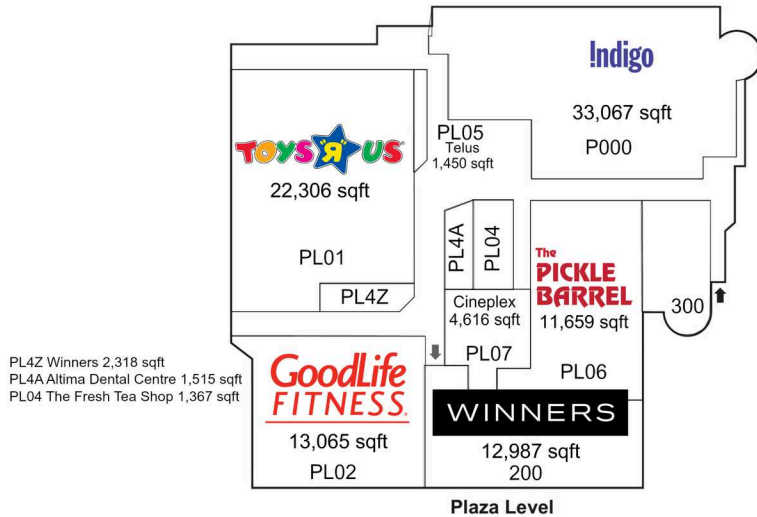 !ndigo
33,067 sqft
P000
PL05
Telus
1,450 sqft
TOYS"R"US®
22,306 sqft
PL01
PL4Z
PL4A
PL04
The
PICKLE
BARREL
11,659 sqft
PL06
300
Cineplex
4,616 sqft
PL07
PL4Z Winners 2,318 sqft
PL4A Altima Dental Centre 1,515 sqft
PL04 The Fresh Tea Shop 1,367 sqft
GoodLife
FITNESS.
13,065 sqft
PL02
WINNERS
12,987 sqft
200
Plaza Level